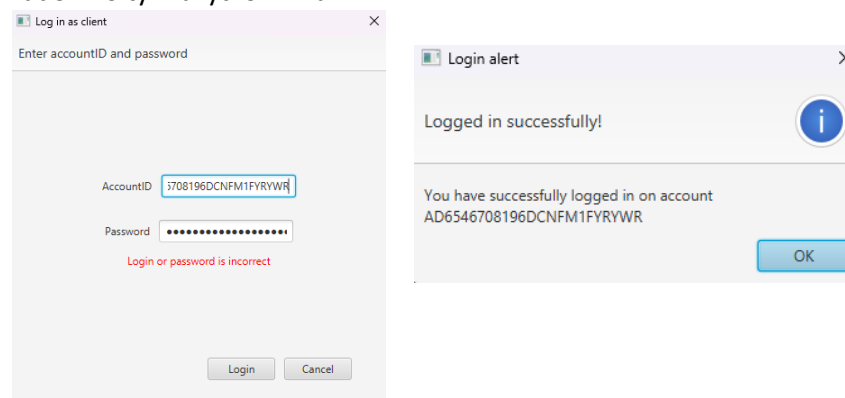 Log in as client
Enter accountID and password
AccountID 5708196DCNFM1FYRYWR
Password ●●●●●●●●●●●●●●●●●●●
Login or password is incorrect
Login Cancel
Login alert
Logged in successfully!
You have successfully logged in on account
AD6546708196DCNFM1FYRYWR
OK